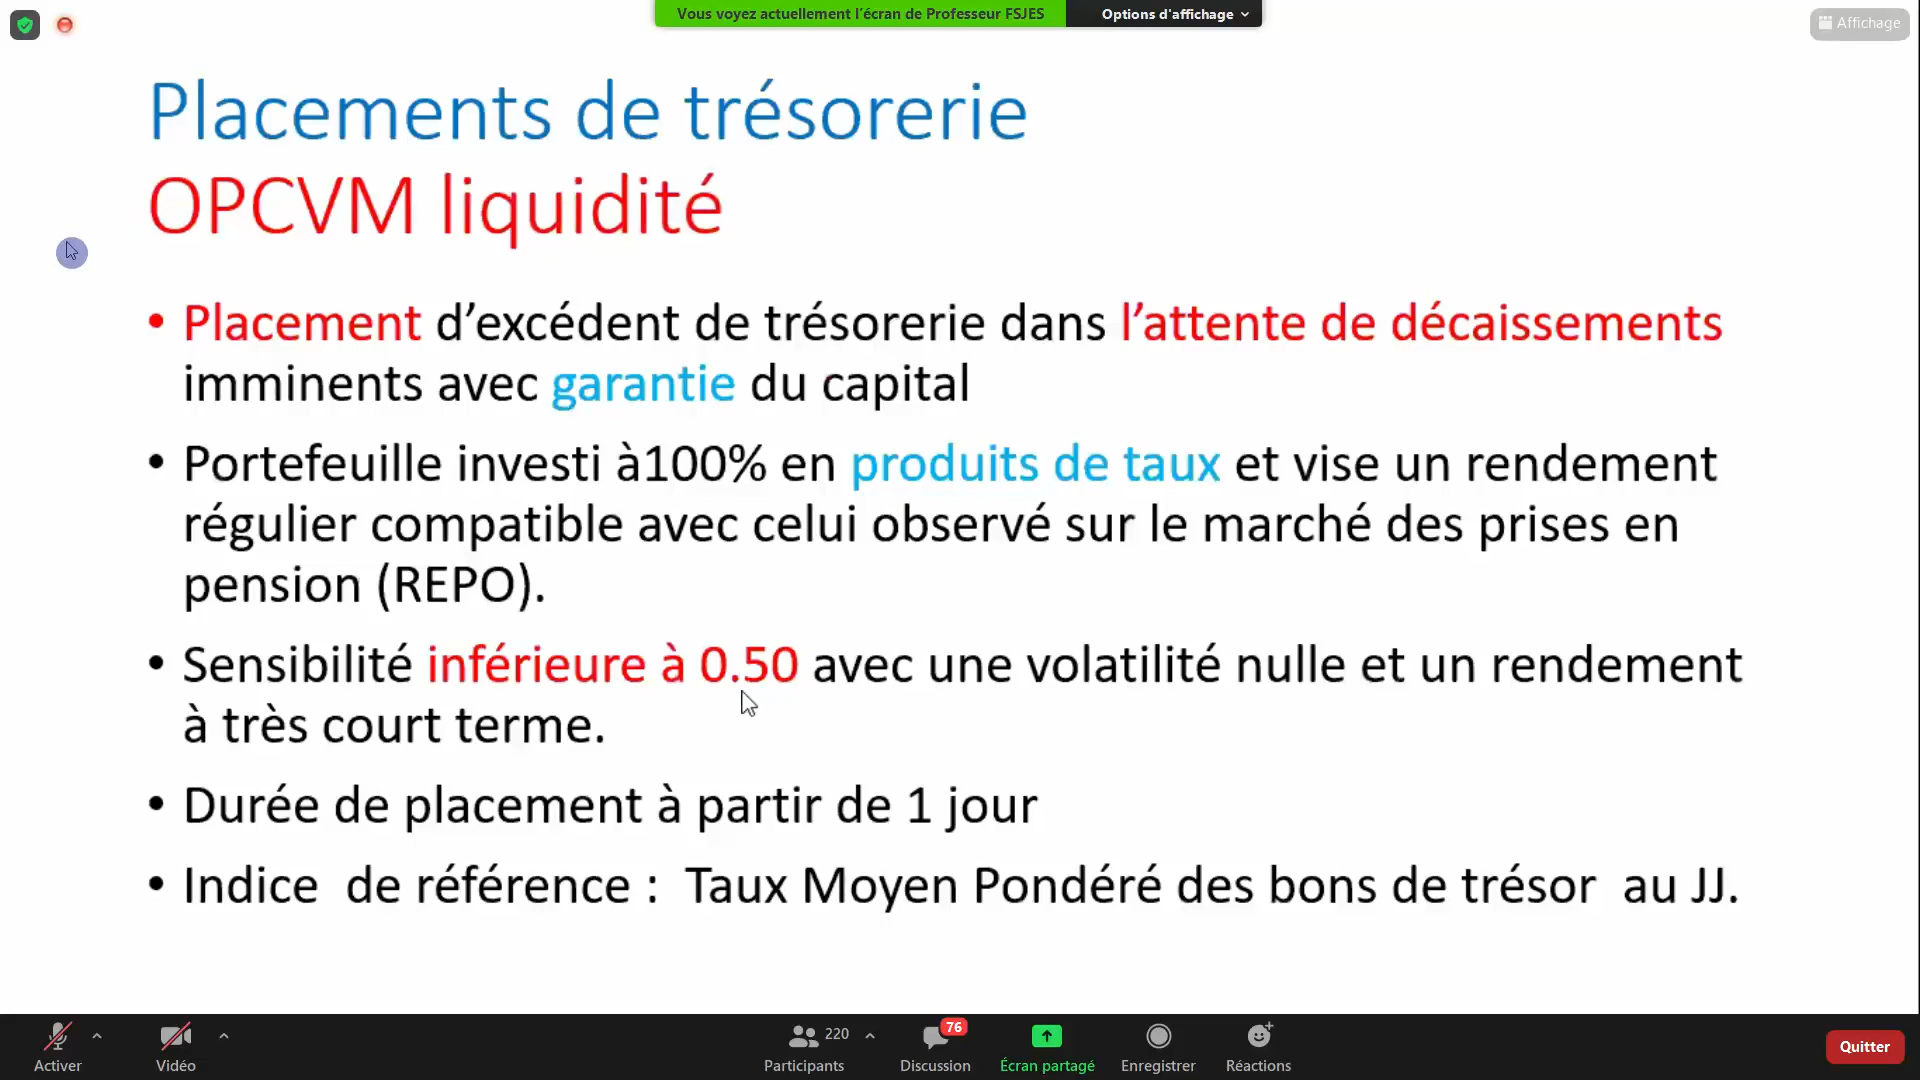 Vous voyez actuellement l'écran de Professeur FSJES
Options d'affichage
Affichage
Placements de trésorerie
OPCVM liquidité
• Placement d’excédent de trésorerie dans l’attente de décaissements
imminents avec garantie du capital
• Portefeuille investi à100% en produits de taux et vise un rendement
régulier compatible avec celui observé sur le marché des prises en
pension (REPO).
• Sensibilité inférieure à 0.50 avec une volatilité nulle et un rendement
à très court terme.
• Durée de placement à partir de 1 jour
• Indice de référence : Taux Moyen Pondéré des bons de trésor au JJ.
Activer
Vidéo
220
Participants
76
Discussion
Écran partagé
Enregistrer
Réactions
Quitter